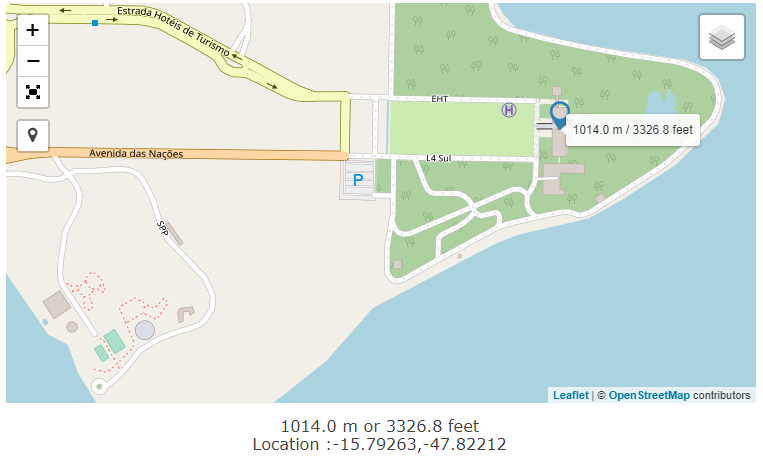 Estrada Hotéis de Turismo
+
−
EHT
H
1014.0 m / 3326.8 feet
Avenida das Nações
L4 Sul
P
SPP
Leaflet | © OpenStreetMap contributors
1014.0 m or 3326.8 feet
Location :-15.79263,-47.82212